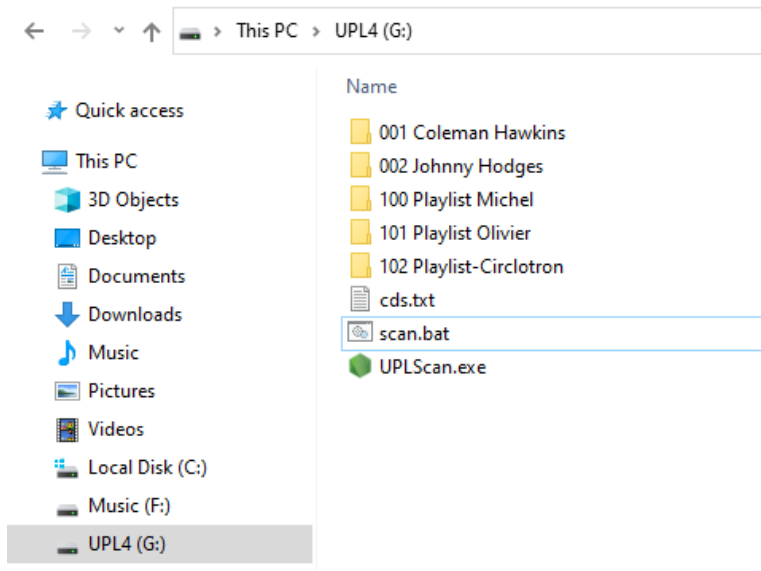 This PC > UPL4 (G:)
Name
Quick access
This PC
3D Objects
Desktop
Documents
Downloads
Music
Pictures
Videos
Local Disk (C:)
Music (F:)
UPL4 (G:)
001 Coleman Hawkins
002 Johnny Hodges
100 Playlist Michel
101 Playlist Olivier
102 Playlist-Circlotron
cds.txt
scan.bat
UPLScan.exe